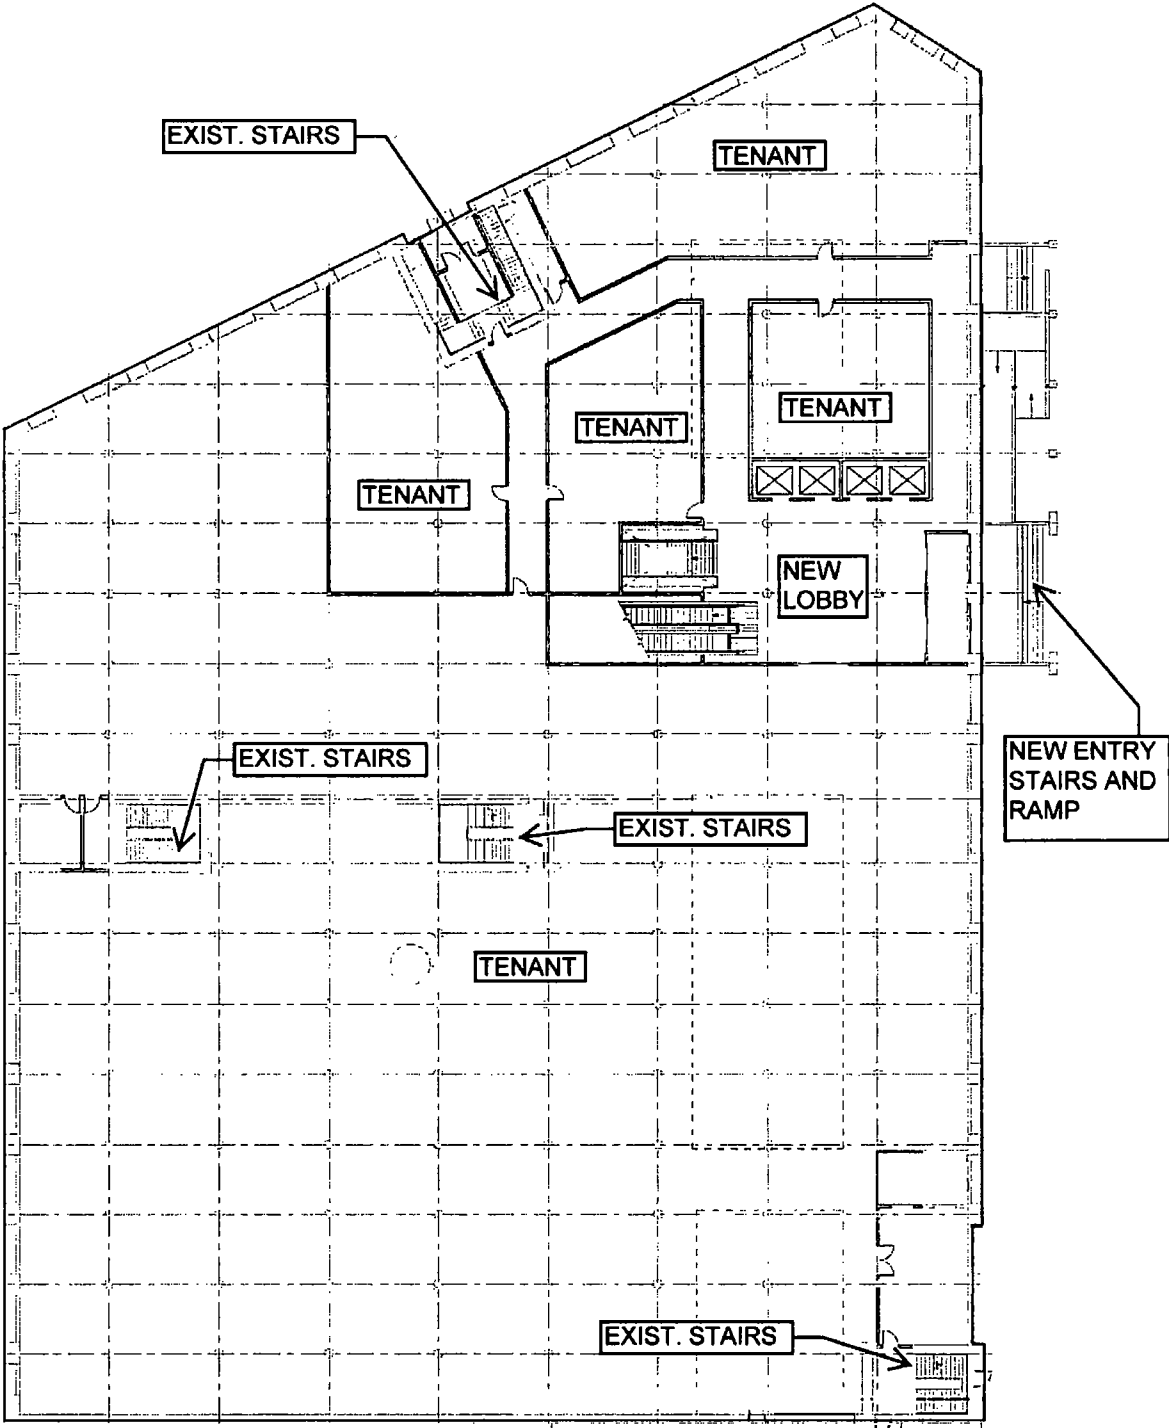 EXIST. STAIRS
TENANT
TENANT
TENANT
TENANT
NEW
LOBBY
EXIST. STAIRS
NEW ENTRY
STAIRS AND
RAMP
EXIST. STAIRS
TENANT
EXIST. STAIRS